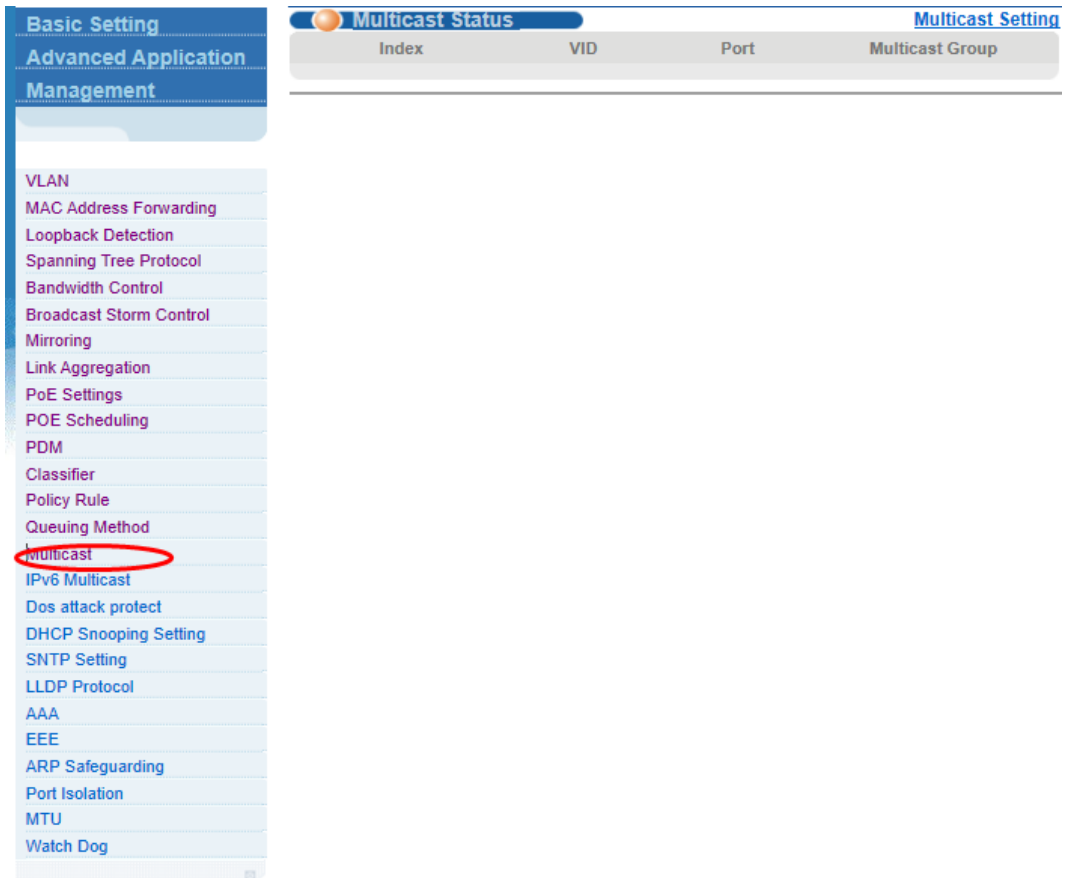 Basic Setting
Advanced Application
Management
VLAN
MAC Address Forwarding
Loopback Detection
Spanning Tree Protocol
Bandwidth Control
Broadcast Storm Control
Mirroring
Link Aggregation
PoE Settings
POE Scheduling
PDM
Classifier
Policy Rule
Queuing Method
Multicast
IPv6 Multicast
Dos attack protect
DHCP Snooping Setting
SNTP Setting
LLDP Protocol
AAA
EEE
ARP Safeguarding
Port Isolation
MTU
Watch Dog
Multicast Status Multicast Setting
Index VID Port Multicast Group